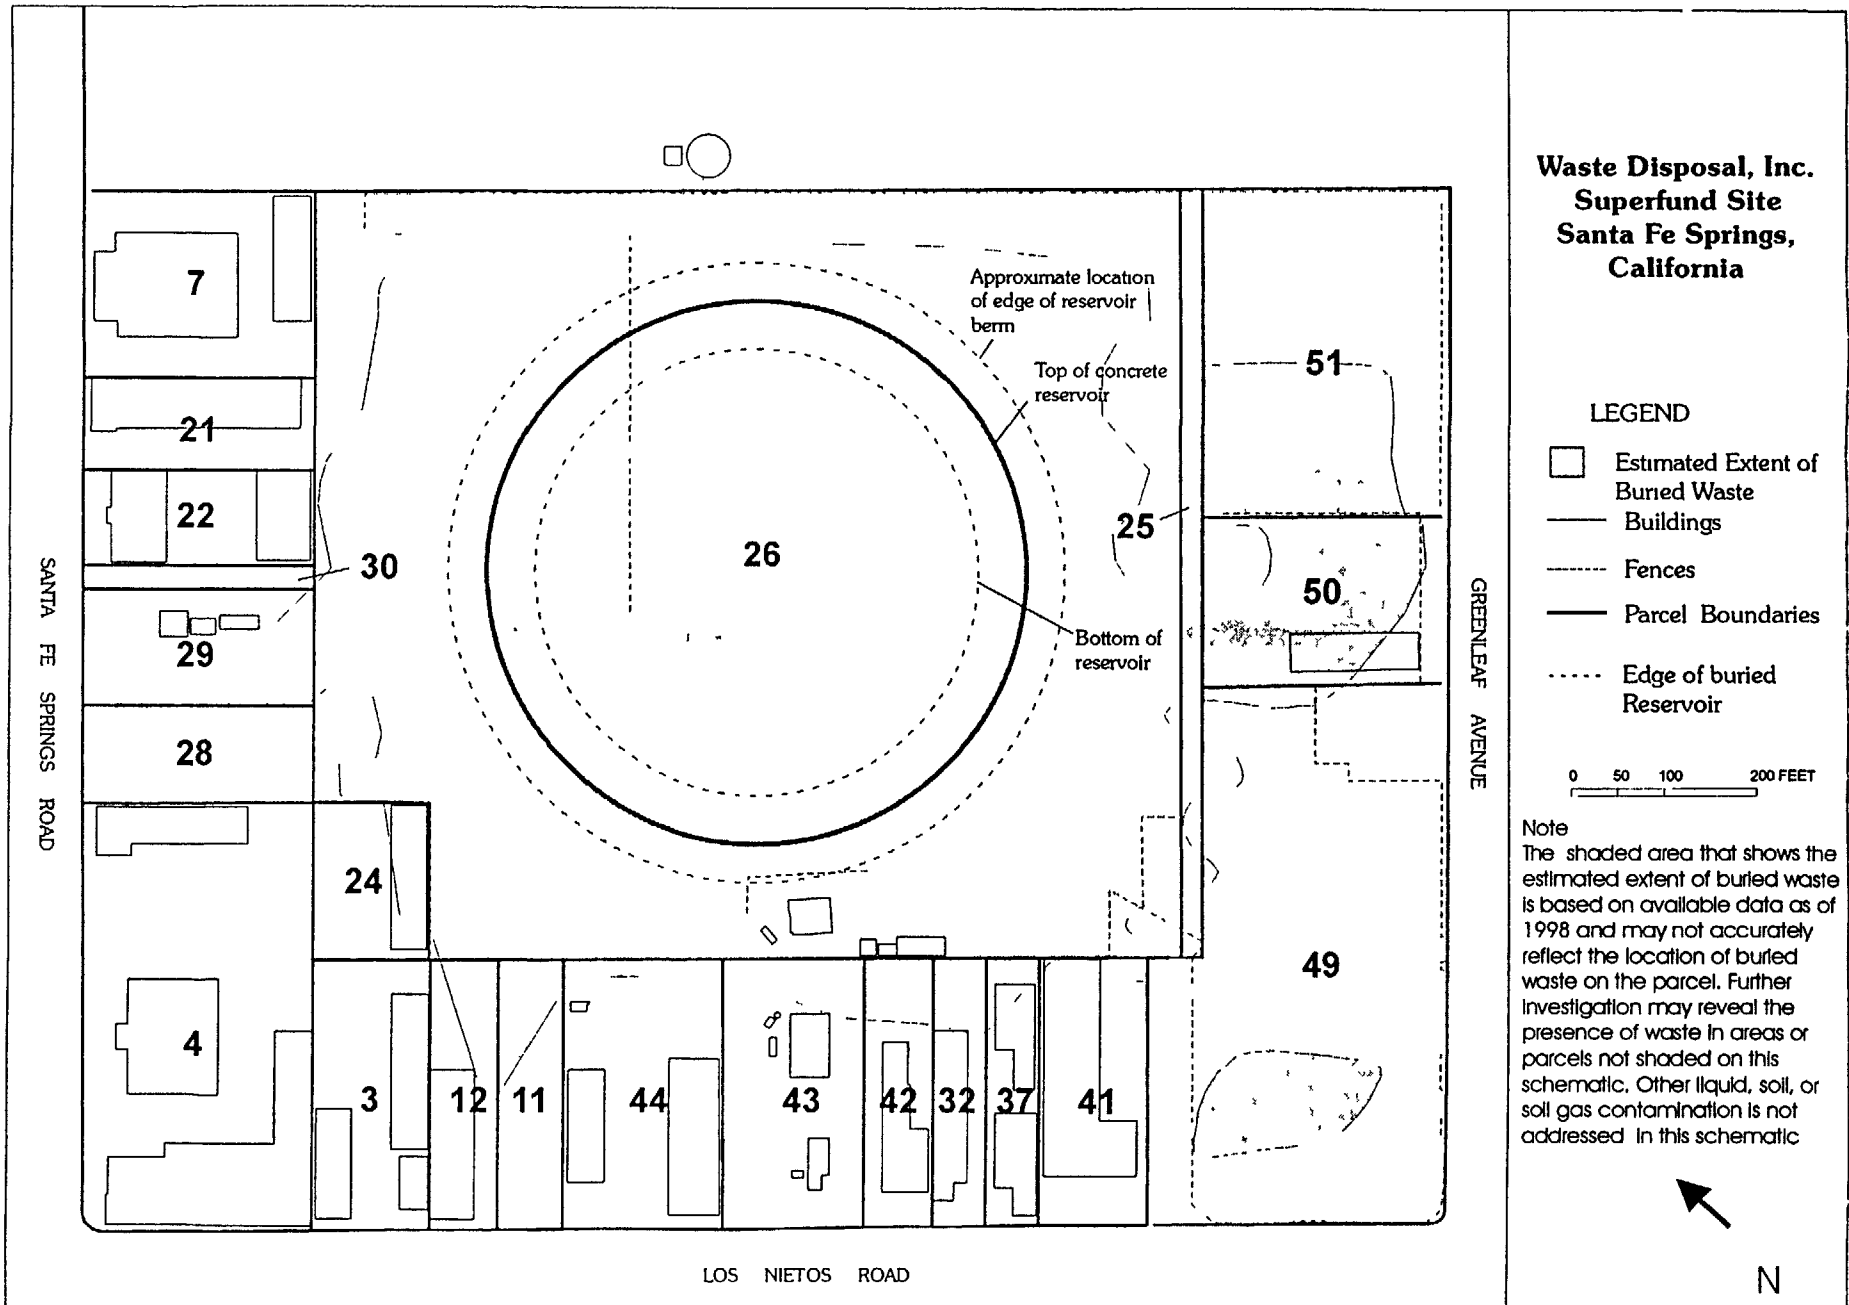 Waste Disposal, Inc.
Superfund Site
Santa Fe Springs,
California
LEGEND
Estimated Extent of
Buried Waste
Buildings
Fences
Parcel Boundaries
Edge of buried
Reservoir
0 50 100 200 FEET
Note
The shaded area that shows the
estimated extent of buried waste
is based on available data as of
1998 and may not accurately
reflect the location of buried
waste on the parcel. Further
investigation may reveal the
presence of waste in areas or
parcels not shaded on this
schematic. Other liquid, soil, or
soil gas contamination is not
addressed in this schematic
N
SANTA FE SPRINGS ROAD
GREENLEAF AVENUE
LOS NIETOS ROAD
Approximate location
of edge of reservoir
berm
Top of concrete
reservoir
Bottom of
reservoir
7
21
22
30
29
28
24
4
3
12
11
44
43
42
32
37
41
26
25
51
50
49